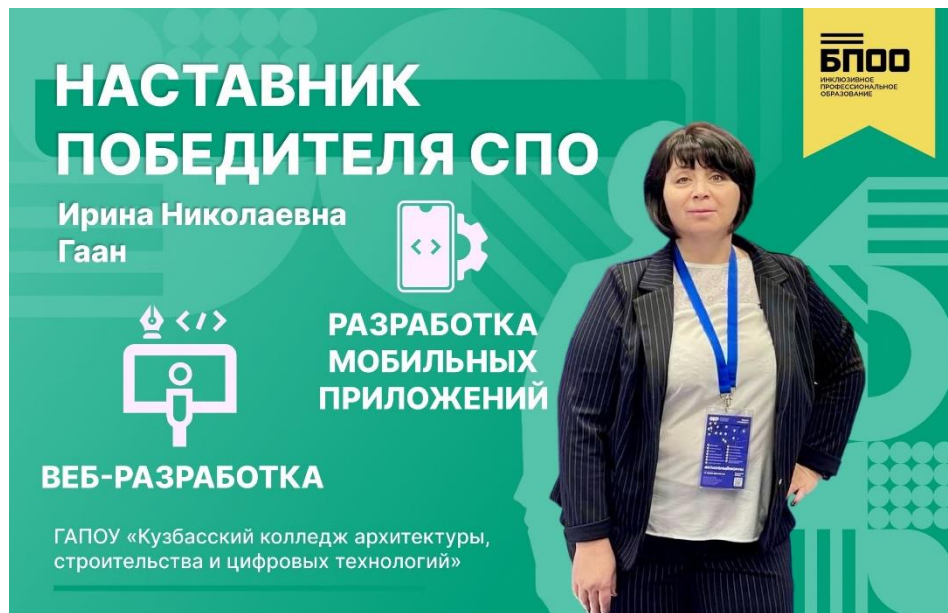 НАСТАВНИК
ПОБЕДИТЕЛЯ СПО
Ирина Николаевна
Гаан
РАЗРАБОТКА
МОБИЛЬНЫХ
ПРИЛОЖЕНИЙ
ВЕБ-РАЗРАБОТКА
ГАПОУ «Кузбасский колледж архитектуры,
строительства и цифровых технологий»
БПОО
ИНКЛЮЗИВНОЕ
ПРОФЕССИОНАЛЬНОЕ
ОБРАЗОВАНИЕ